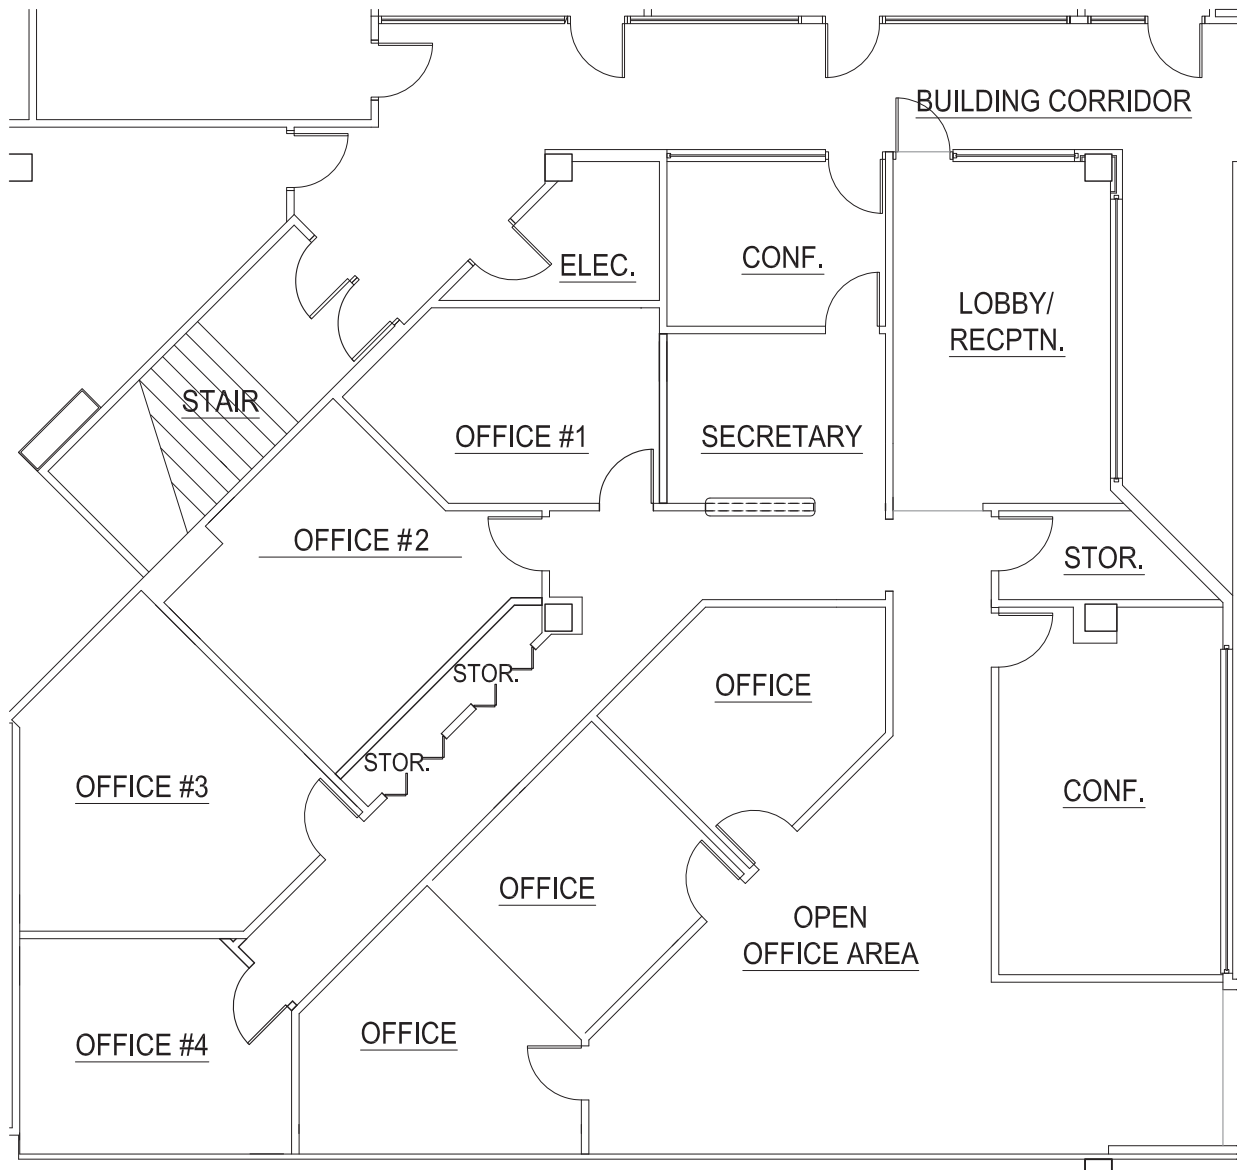 BUILDING CORRIDOR
ELEC.
CONF.
LOBBY/
RECPTN.
STAIR
OFFICE #1
SECRETARY
OFFICE #2
STOR.
STOR.
OFFICE
STOR.
OFFICE #3
CONF.
OFFICE
OPEN
OFFICE AREA
OFFICE
OFFICE #4